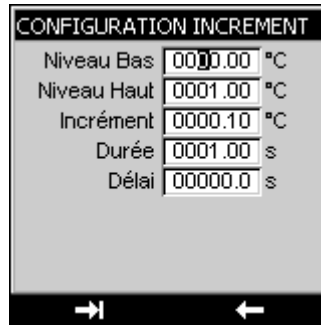 CONFIGURATION INCREMENT
Niveau Bas 0000.00 °C
Niveau Haut 0001.00 °C
Incrément 0000.10 °C
Durée 0001.00 s
Délai 00000.0 s